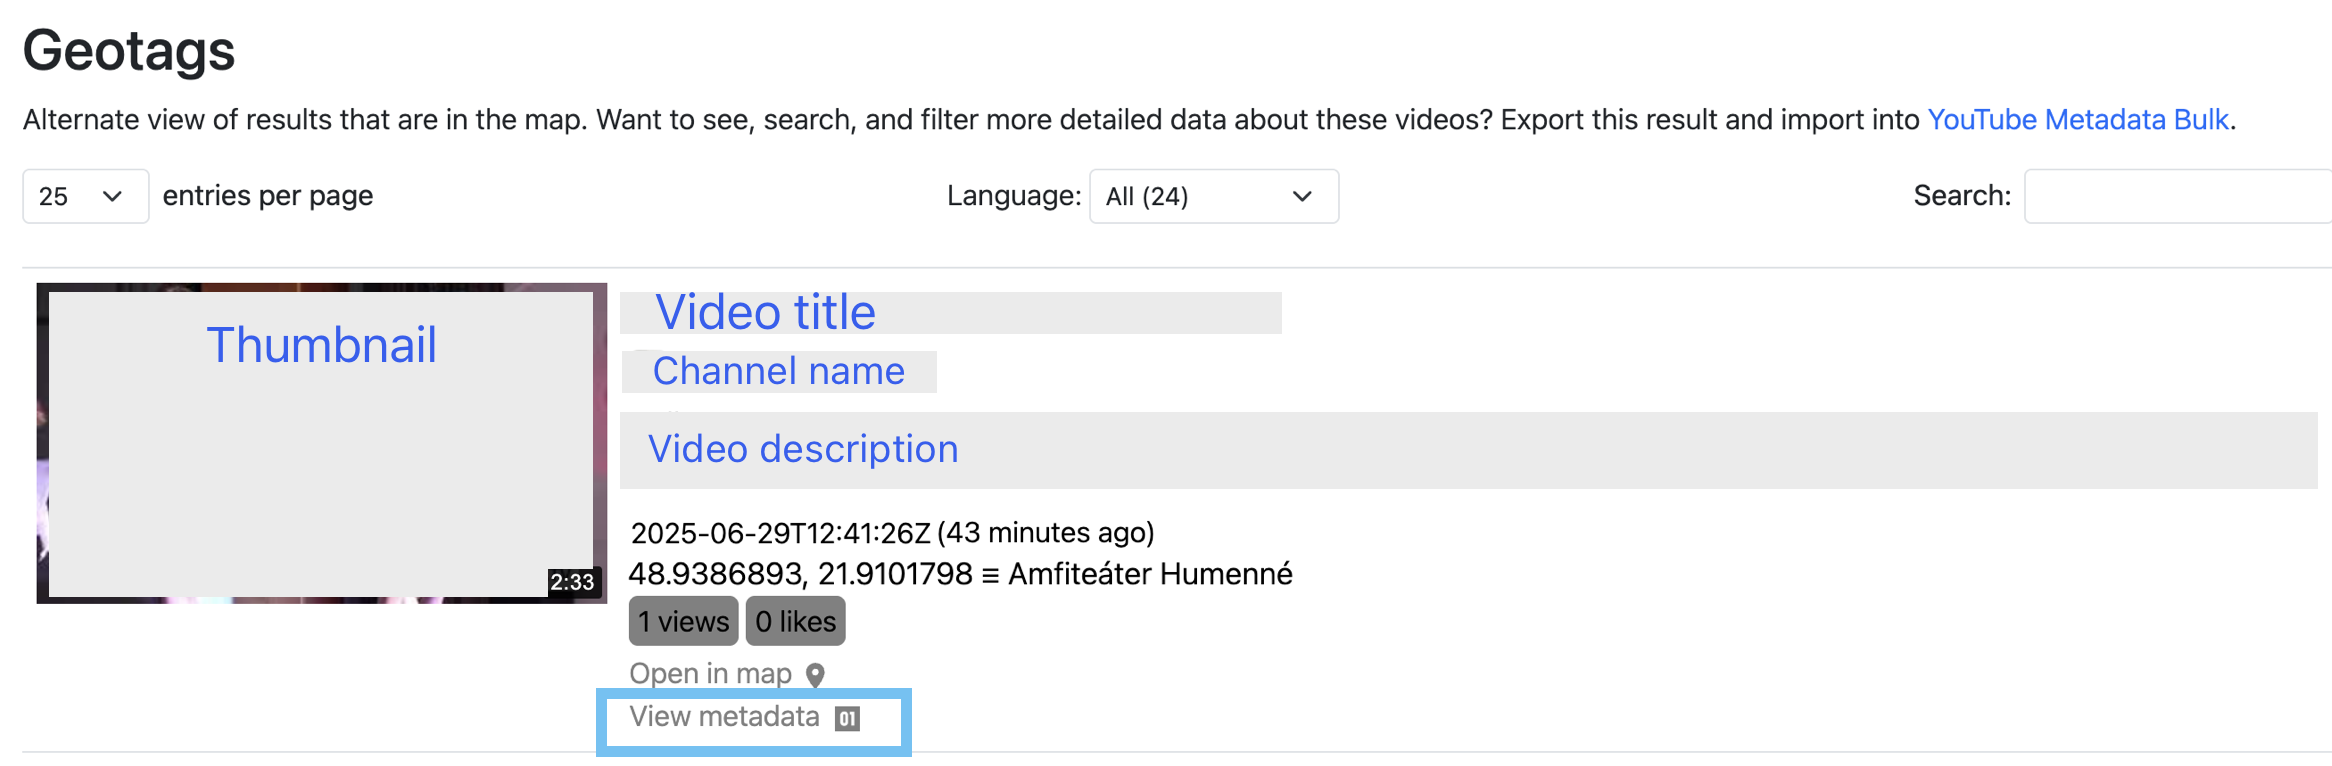 Geotags
Alternate view of results that are in the map. Want to see, search, and filter more detailed data about these videos? Export this result and import into YouTube Metadata Bulk.
25 entries per page Language: All (24) Search:
Thumbnail
2:33
Video title
Channel name
Video description
2025-06-29T12:41:26Z (43 minutes ago)
48.9386893, 21.9101798 ≡ Amfiteáter Humenné
1 views 0 likes
Open in map
View metadata 01